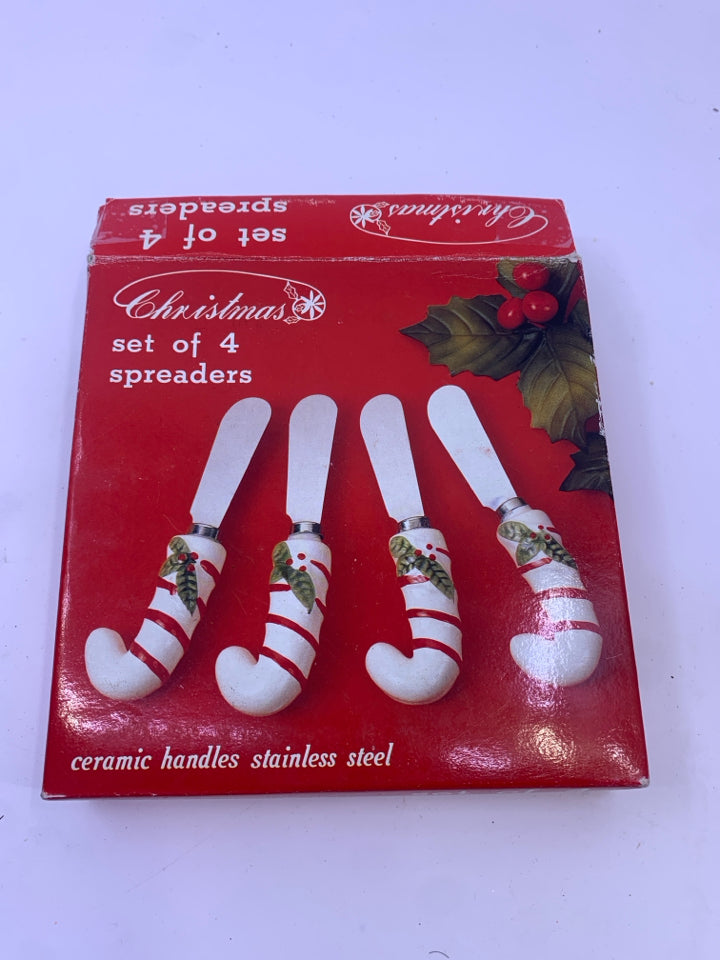 set of 4
spreaders
Christmas
Christmas
set of 4
spreaders
ceramic handles stainless steel